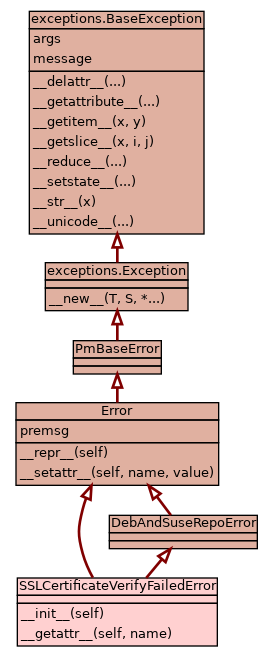 exceptions.BaseException
args
message
__delattr__(...)
__getattribute__(...)
__getitem__(x, y)
__getslice__(x, i, j)
__reduce__(...)
__setstate__(...)
__str__(x)
__unicode__(...)
exceptions.Exception
__new__(T, S, *...)
PmBaseError
Error
premsg
__repr__(self)
__setattr__(self, name, value)
DebAndSuseRepoError
SSLCertificateVerifyFailedError
__init__(self)
__getattr__(self, name)